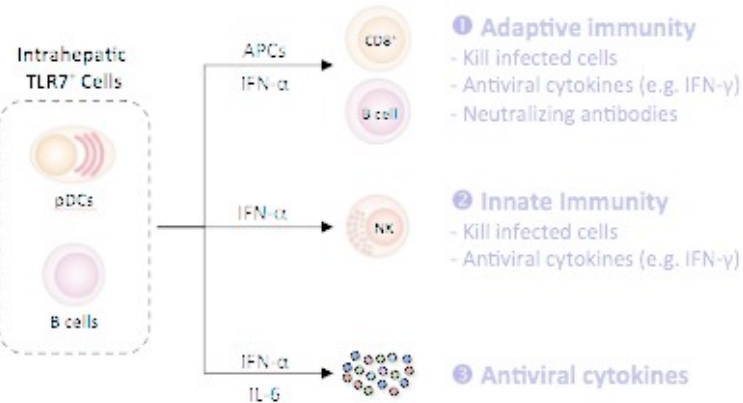 Intrahepatic
TLR7⁺ Cells
pDCs
B cells
APCs
IFN-α
CD8⁺
B cell
❶ Adaptive immunity
- Kill infected cells
- Antiviral cytokines (e.g. IFN-γ)
- Neutralizing antibodies
IFN-α
NK
❷ Innate Immunity
- Kill infected cells
- Antiviral cytokines (e.g. IFN-γ)
IFN-α
IL-6
❸ Antiviral cytokines